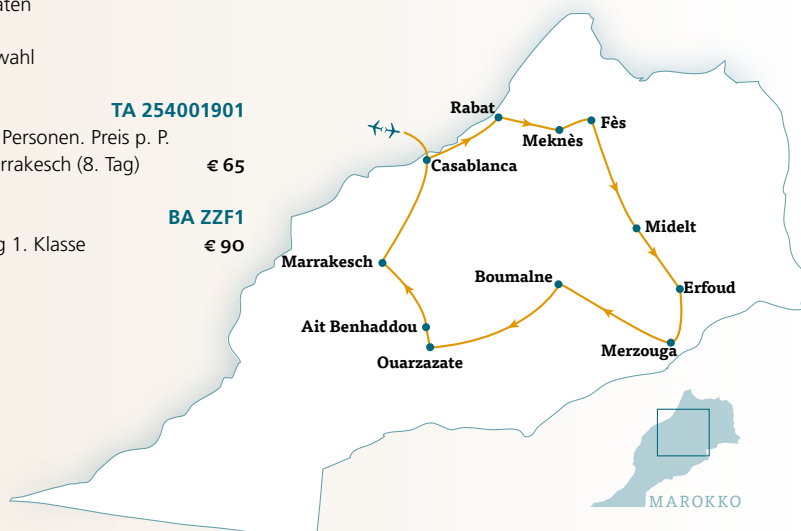 aten
wahl
TA 254001901
Personen. Preis p. P.
rrakesch (8. Tag) € 65
BA ZZF1
g 1. Klasse € 90
Rabat
Fès
Meknès
Casablanca
Midelt
Marrakesch
Boumalne
Erfoud
Ait Benhaddou
Merzouga
Ouarzazate
MAROKKO